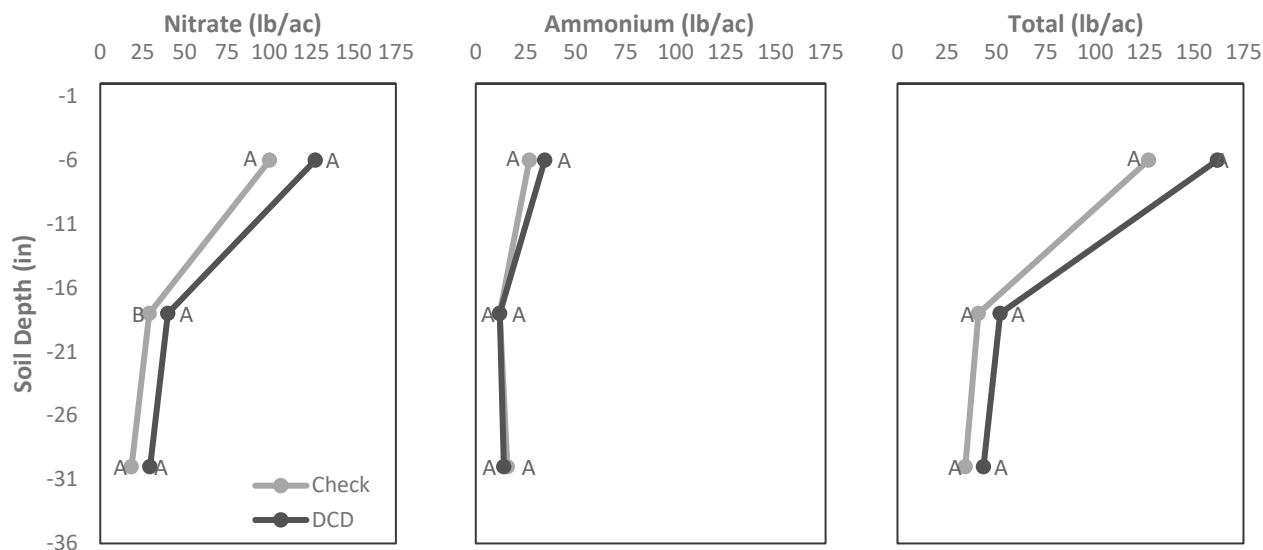 Nitrate (lb/ac) Ammonium (lb/ac) Total (lb/ac)
0 25 50 75 100 125 150 175 0 25 50 75 100 125 150 175 0 25 50 75 100 125 150 175
-1
-6
-11
-16
-21
-26
-31
-36
Soil Depth (in)
A A A A A A
B A A A A A
A A A A A A
Check
DCD